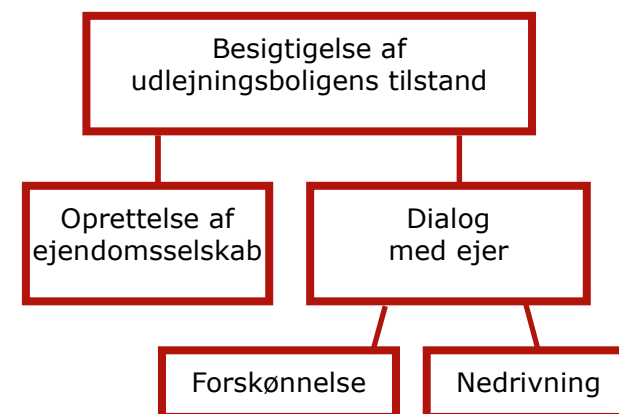 Besigtigelse af
udlejningsboligens tilstand
Oprettelse af
ejendomsselskab
Dialog
med ejer
Forskønnelse
Nedrivning